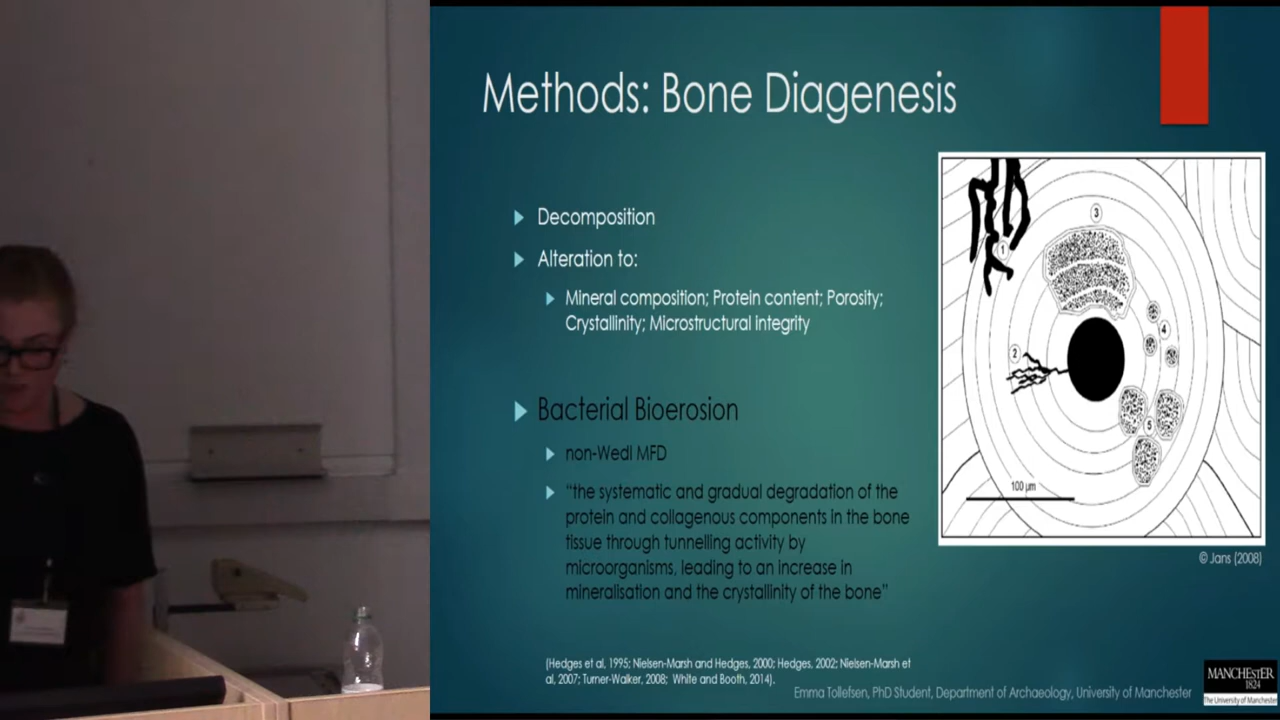 Methods: Bone Diagenesis
Decomposition
Alteration to:
Mineral composition; Protein content; Porosity;
Crystallinity; Microstructural integrity
Bacterial Bioerosion
non-Wedl MFD
“the systematic and gradual degradation of the
protein and collagenous components in the bone
tissue through tunnelling activity by
microorganisms, leading to an increase in
mineralisation and the crystallinity of the bone”
1
2
3
4
5
100 µm
© Jans (2008)
(Hedges et al, 1995; Nielsen-Marsh and Hedges, 2000; Hedges, 2002; Nielsen-Marsh et
al, 2007; Turner-Walker, 2008; White and Booth, 2014).
Emma Tollefsen, PhD Student, Department of Archaeology, University of Manchester
MANCHESTER
1824
The University of Manchester